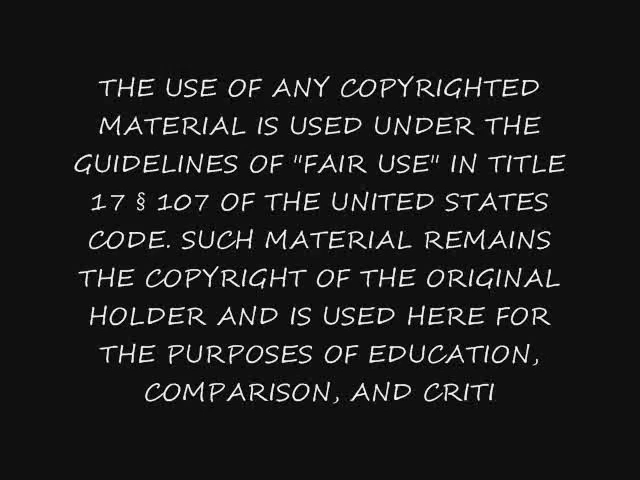 THE USE OF ANY COPYRIGHTED
MATERIAL IS USED UNDER THE
GUIDELINES OF "FAIR USE" IN TITLE
17 § 107 OF THE UNITED STATES
CODE. SUCH MATERIAL REMAINS
THE COPYRIGHT OF THE ORIGINAL
HOLDER AND IS USED HERE FOR
THE PURPOSES OF EDUCATION,
COMPARISON, AND CRITI